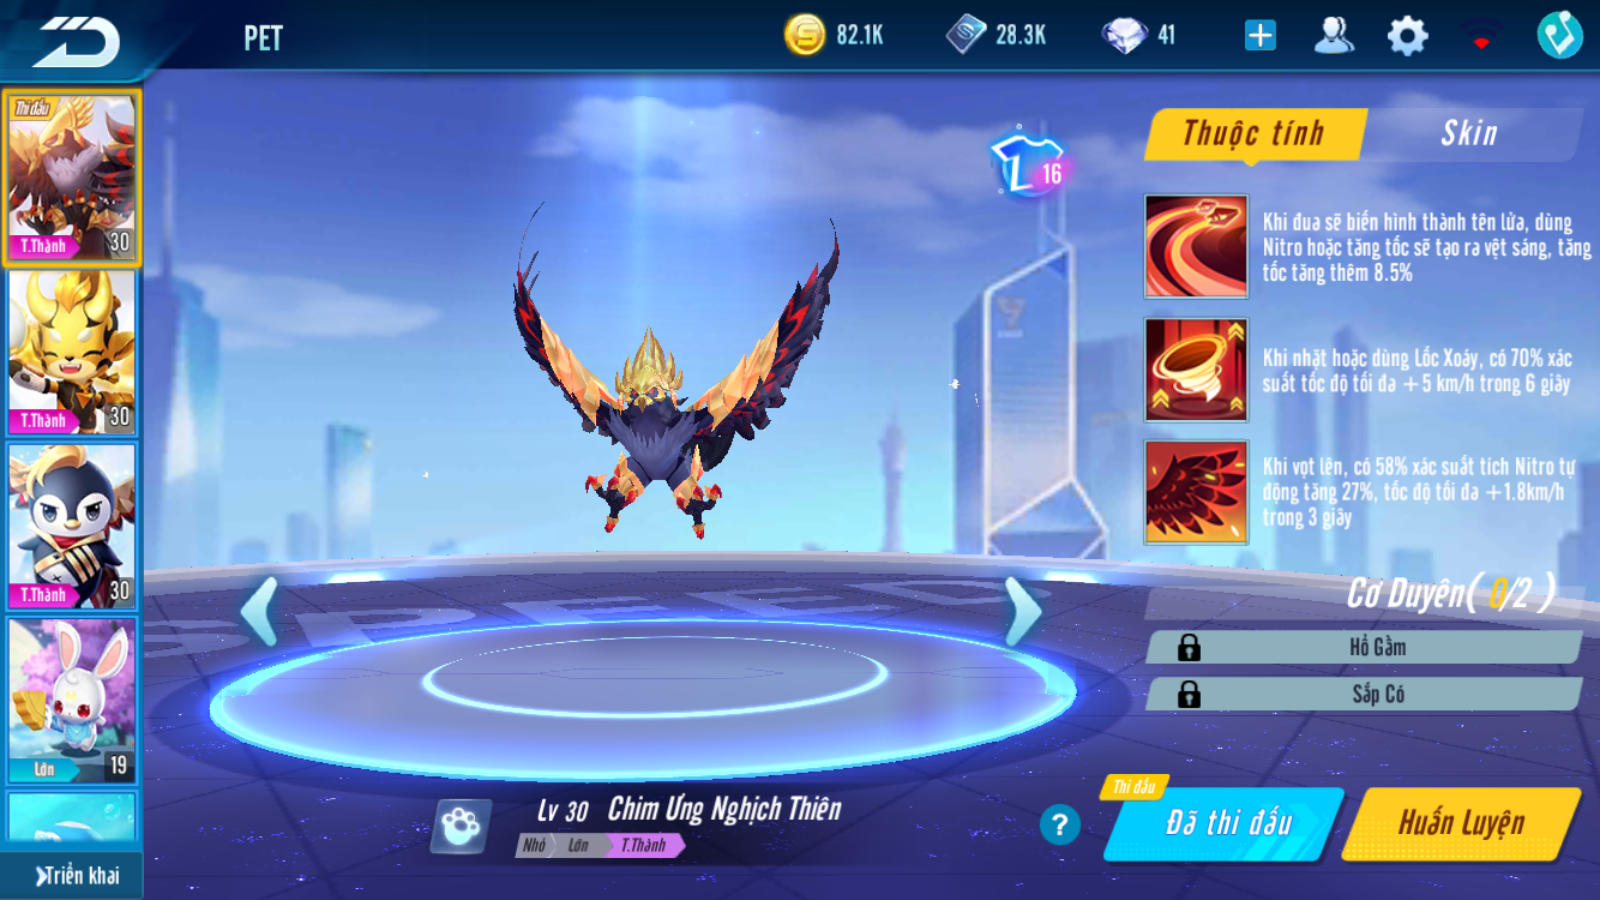 PET
82.1K
28.3K
41
Thi đấu
T.Thành
30
T.Thành
30
T.Thành
30
Lớn
19
Triển khai
16
SPEED
Thuộc tính
Skin
Khi đua sẽ biến hình thành tên lửa, dùng
Nitro hoặc tăng tốc sẽ tạo ra vệt sáng, tăng
tốc tăng thêm 8.5%
Khi nhặt hoặc dùng Lốc Xoáy, có 70% xác
suất tốc độ tối đa +5 km/h trong 6 giây
Khi vọt lên, có 58% xác suất tích Nitro tự
động tăng 27%, tốc độ tối đa +1.8km/h
trong 3 giây
Cơ Duyên( 0/2 )
Hổ Gầm
Sắp Có
Lv 30 Chim Ưng Nghịch Thiên
Nhỏ Lớn T.Thành
?
Thi đấu
Đã thi đấu
Huấn Luyện